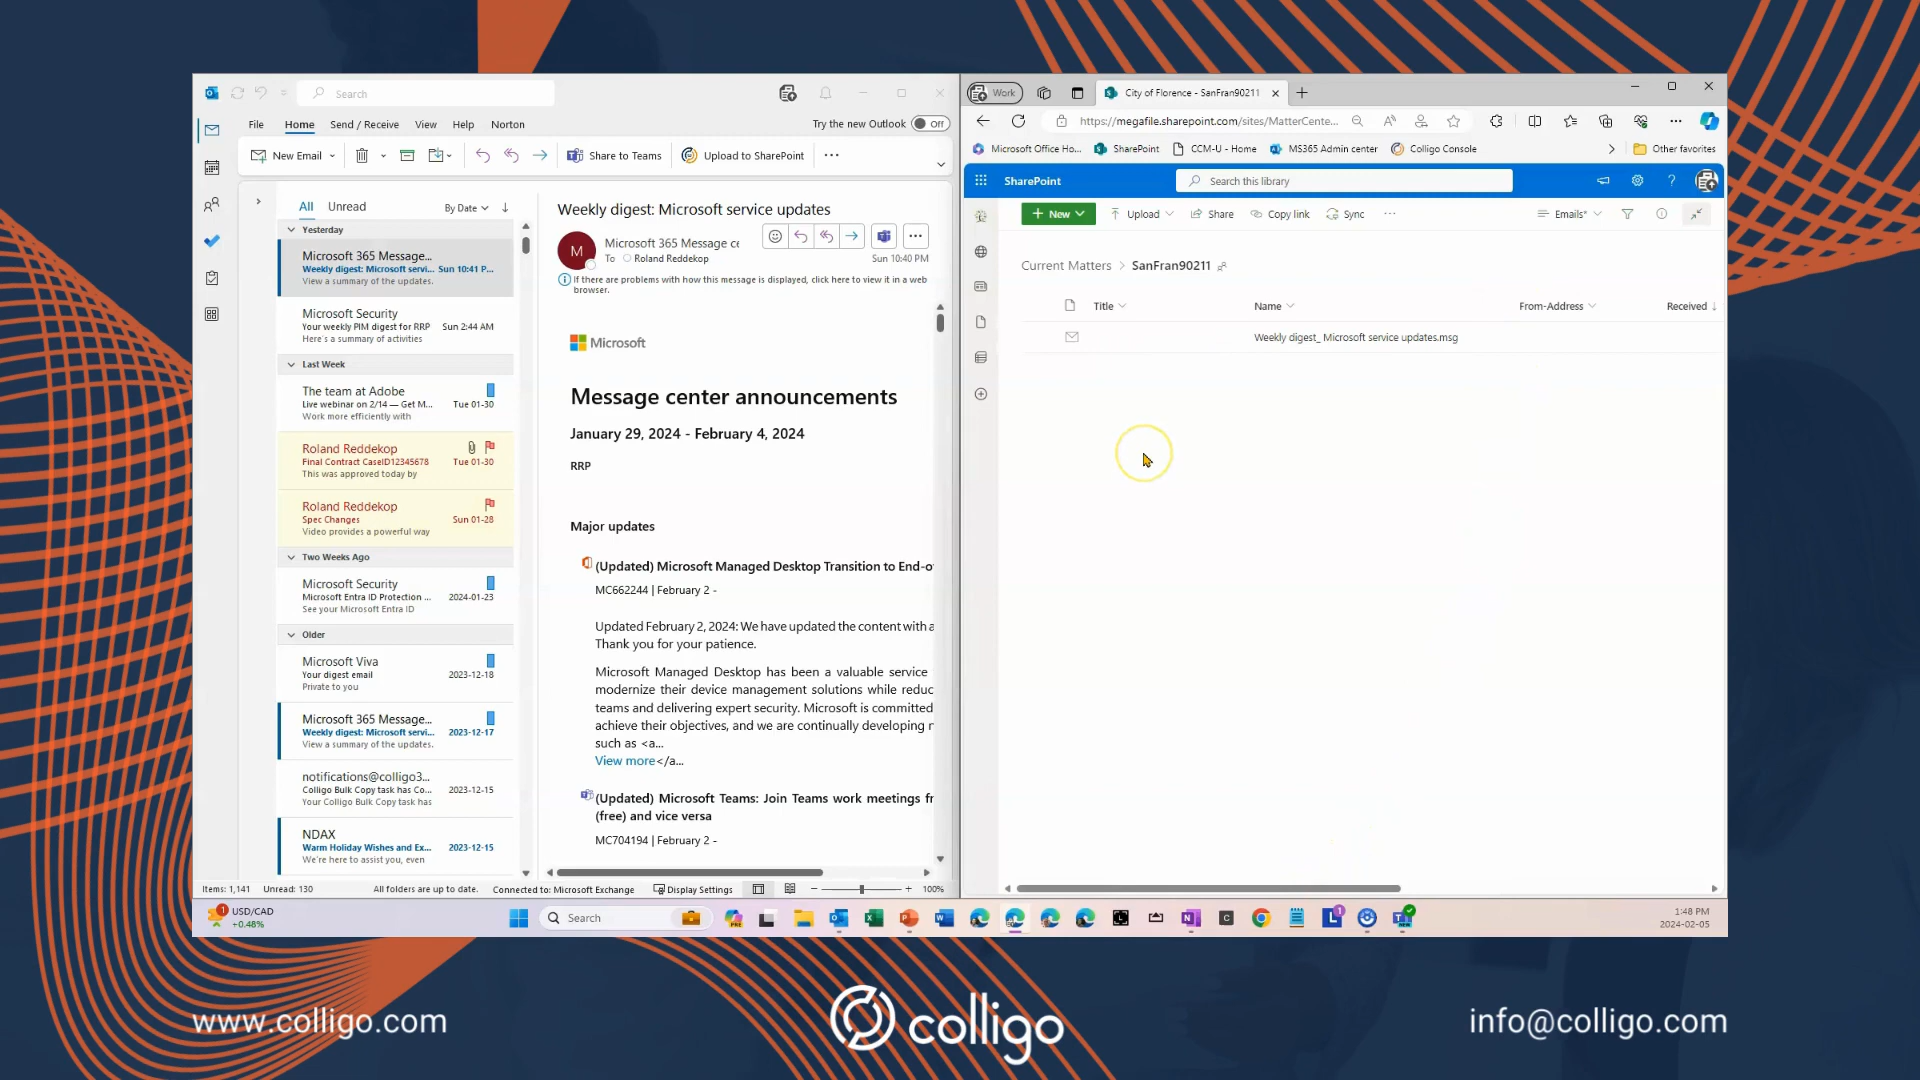 Search
File
Home
Send / Receive
View
Help
Norton
Try the new Outlook
Off
New Email
Share to Teams
Upload to SharePoint
All
Unread
By Date
Yesterday
Microsoft 365 Message...
Weekly digest: Microsoft servi... Sun 10:41 P...
View a summary of the updates.
Microsoft Security
Your weekly PIM digest for RRP Sun 2:44 AM
Here's a summary of activities
Last Week
The team at Adobe
Live webinar on 2/14 — Get M... Tue 01-30
Work more efficiently with
Roland Reddekop
Final Contract CaseID12345678 Tue 01-30
This was approved today by
Roland Reddekop
Spec Changes Sun 01-28
Video provides a powerful way
Two Weeks Ago
Microsoft Security
Microsoft Entra ID Protection ... 2024-01-23
See your Microsoft Entra ID
Older
Microsoft Viva
Your digest email 2023-12-18
Private to you
Microsoft 365 Message...
Weekly digest: Microsoft servi... 2023-12-17
View a summary of the updates.
notifications@colligo3...
Colligo Bulk Copy task has Co... 2023-12-15
Your Colligo Bulk Copy task has
NDAX
Warm Holiday Wishes and Ex... 2023-12-15
We're here to assist you, even
Weekly digest: Microsoft service updates
M
Microsoft 365 Message ce
To Roland Reddekop
Sun 10:40 PM
If there are problems with how this message is displayed, click here to view it in a web
browser.
Microsoft
Message center announcements
January 29, 2024 - February 4, 2024
RRP
Major updates
(Updated) Microsoft Managed Desktop Transition to End-o
MC662244 | February 2 -
Updated February 2, 2024: We have updated the content with a
Thank you for your patience.
Microsoft Managed Desktop has been a valuable service
modernize their device management solutions while reduc
teams and delivering expert security. Microsoft is committed
achieve their objectives, and we are continually developing
such as <a...
View more</a...
(Updated) Microsoft Teams: Join Teams work meetings fr
(free) and vice versa
MC704194 | February 2 -
Items: 1,141 Unread: 130
All folders are up to date.
Connected to: Microsoft Exchange
Display Settings
100%
Work
City of Florence - SanFran90211
https://megafile.sharepoint.com/sites/MatterCente...
Microsoft Office Ho...
SharePoint
CCM-U - Home
MS365 Admin center
Colligo Console
Other favorites
SharePoint
Search this library
New
Upload
Share
Copy link
Sync
Emails*
Current Matters > SanFran90211
Title
Name
From-Address
Received
Weekly digest_ Microsoft service updates.msg
1
USD/CAD
+0.48%
Search
PRE
1
NEW
1:48 PM
2024-02-05
www.colligo.com
colligo
info@colligo.com